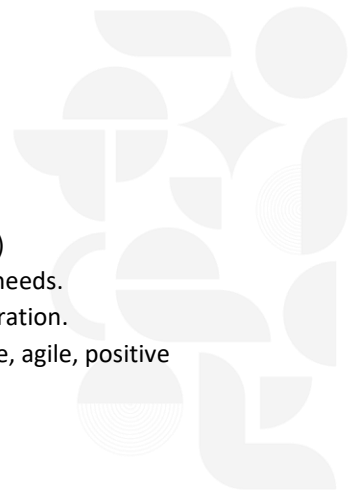 )
needs.
ration.
e, agile, positive